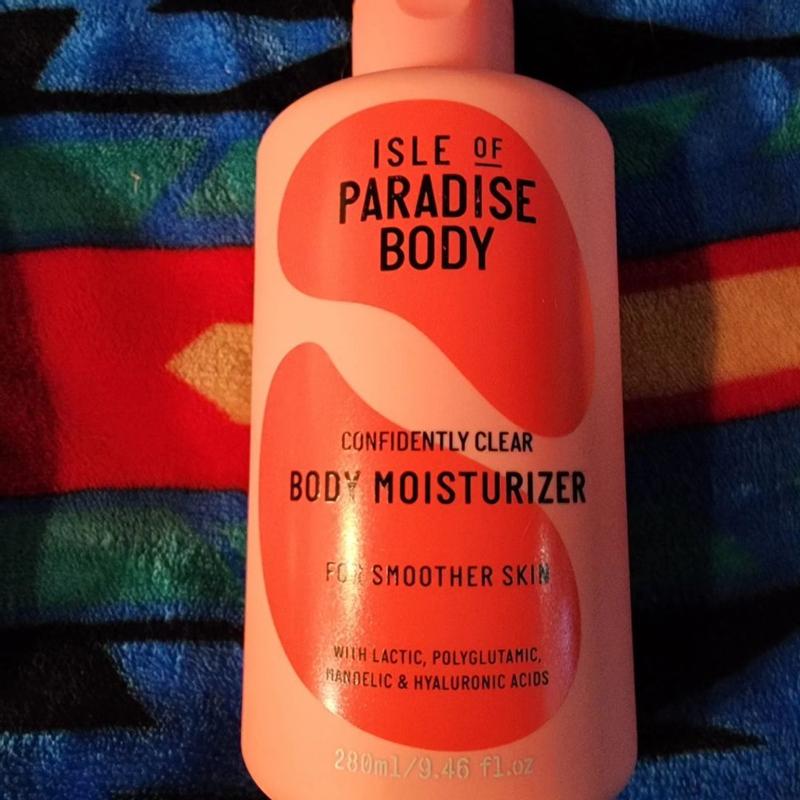 ISLE OF
PARADISE
BODY
CONFIDENTLY CLEAR
BODY MOISTURIZER
FOR SMOOTHER SKIN
WITH LACTIC, POLYGLUTAMIC,
MANDELIC & HYALURONIC ACIDS
280ml/9.46 fl.oz